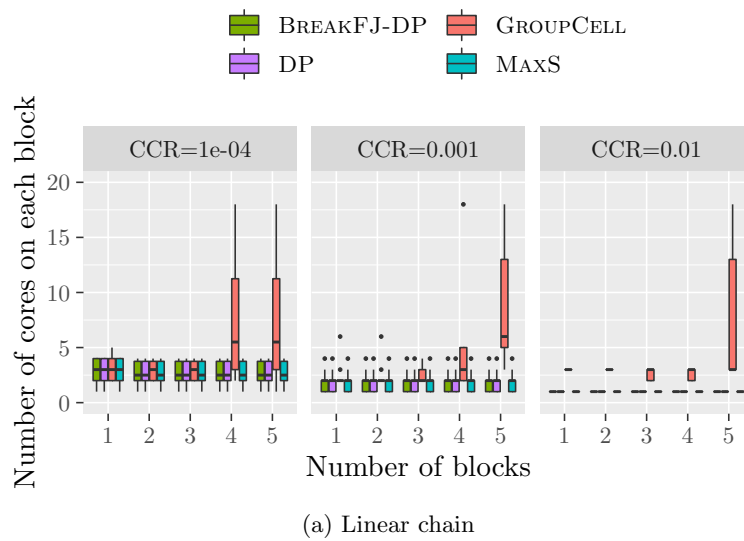 BREAKFJ-DP GROUPCELL
DP MAXS
Number of cores on each block
CCR=1e-04 CCR=0.001 CCR=0.01
20
15
10
5
0
1 2 3 4 5 1 2 3 4 5 1 2 3 4 5
Number of blocks
(a) Linear chain